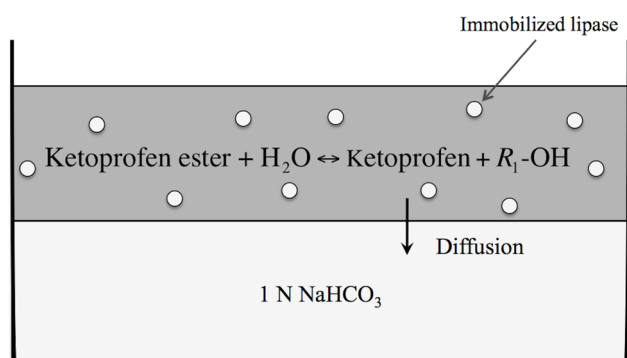 Immobilized lipase
Ketoprofen ester + H₂O ↔ Ketoprofen + R₁-OH
Diffusion
1 N NaHCO₃